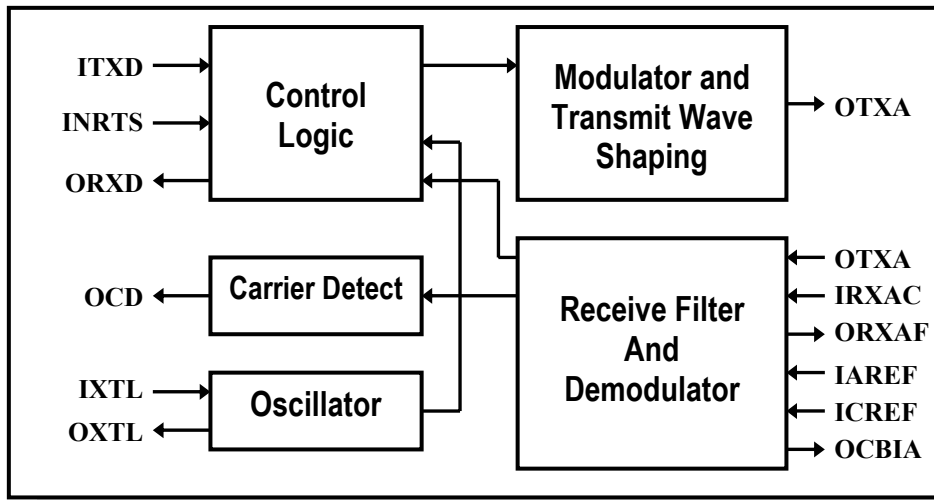 ITXD
INRTS
ORXD
Control
Logic
Modulator and
Transmit Wave
Shaping
OTXA
OCD
Carrier Detect
IXTL
OXTL
Oscillator
Receive Filter
And
Demodulator
OTXA
IRXAC
ORXAF
IAREF
ICREF
OCBIA